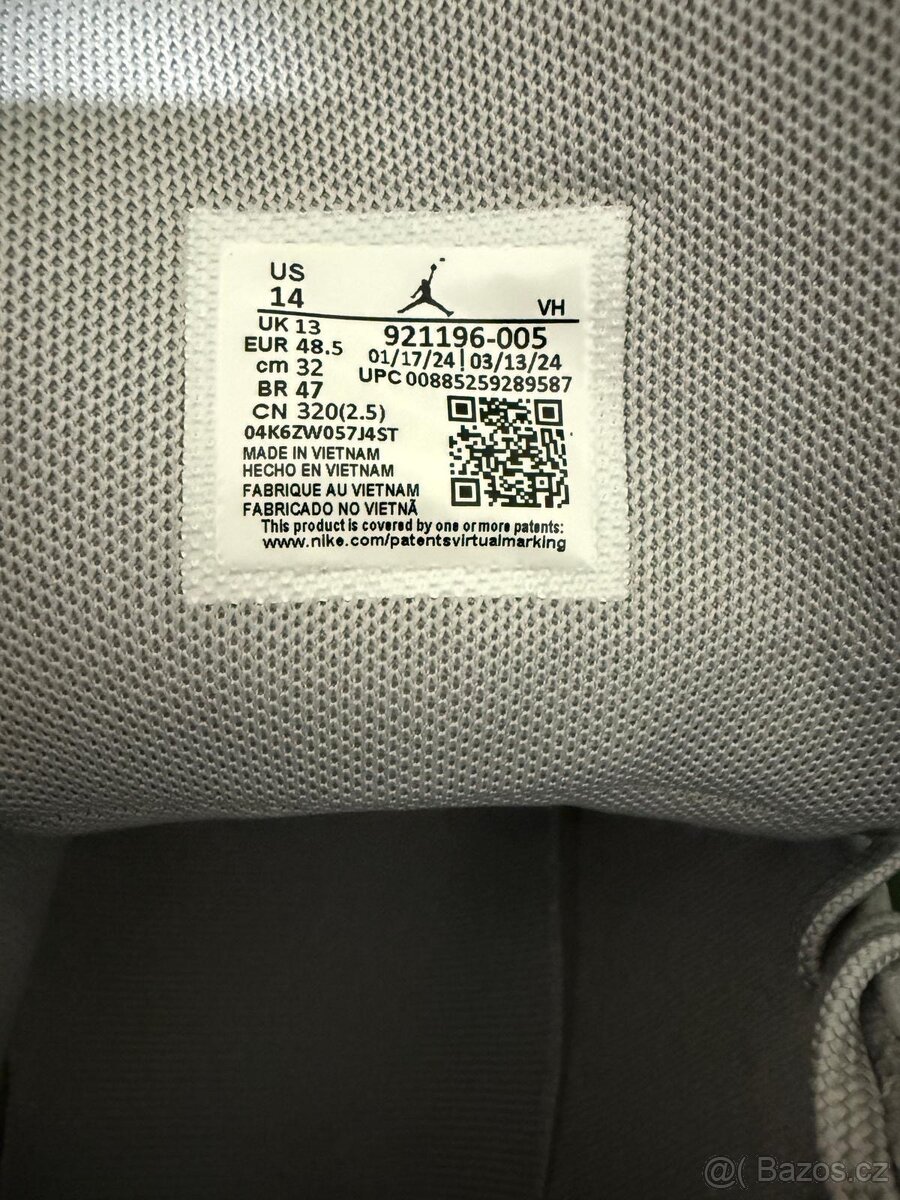 US
14
VH
UK 13
921196-005
EUR 48.5
01/17/24 | 03/13/24
cm 32
UPC 00885259289587
BR 47
CN 320(2.5)
04K6ZW057J4ST
MADE IN VIETNAM
HECHO EN VIETNAM
FABRIQUE AU VIETNAM
FABRICADO NO VIETNÃ
This product is covered by one or more patents:
www.nike.com/patentsvirtualmarking
@( Bazos.cz